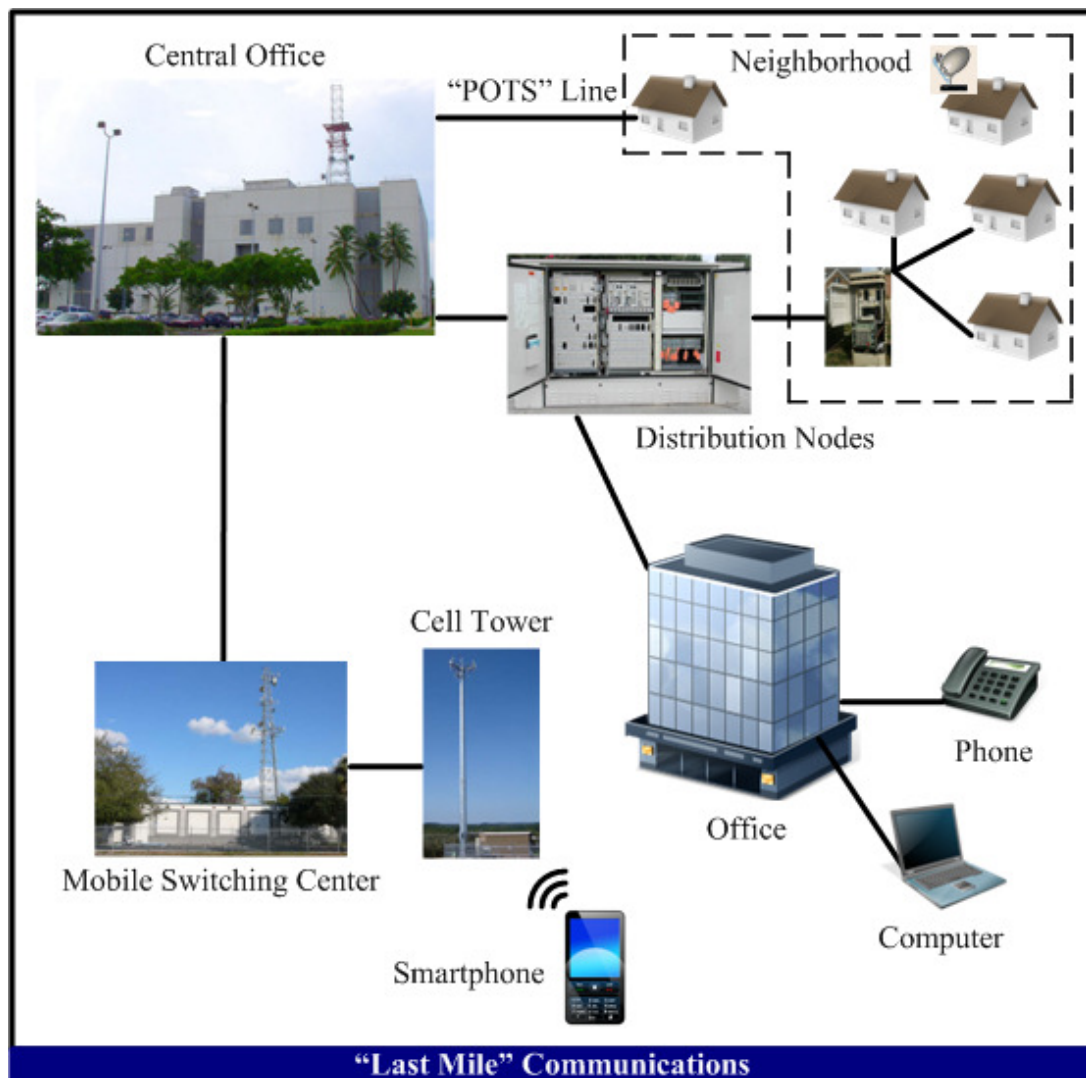 Central Office
Neighborhood
“POTS” Line
Distribution Nodes
Cell Tower
Phone
Office
Mobile Switching Center
Computer
Smartphone
“Last Mile” Communications